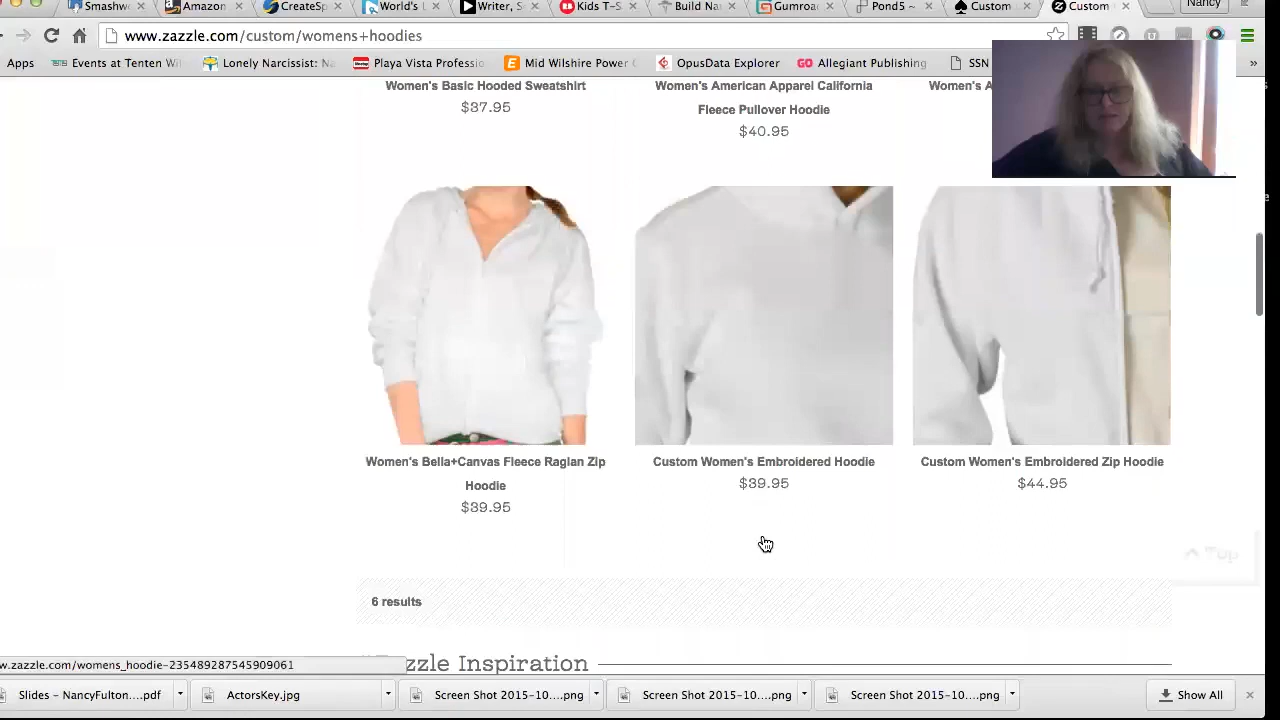 Smashw
Amazon
CreateSp
World's L
Writer, S
Kids T-S
Build Nar
Gumroa
Pond5 ~
Custom
Custom
Nancy
www.zazzle.com/custom/womens+hoodies
Apps
Events at Tenten Wil
Lonely Narcissist: Na
Playa Vista Professio
Mid Wilshire Power
OpusData Explorer
GO Allegiant Publishing
SSN
»
Women's Basic Hooded Sweatshirt
$37.95
Women's American Apparel California
Fleece Pullover Hoodie
$40.95
Women's A
Women's Bella+Canvas Fleece Raglan Zip
Hoodie
$39.95
Custom Women's Embroidered Hoodie
$39.95
Custom Women's Embroidered Zip Hoodie
$44.95
Top
6 results
zzle Inspiration
w.zazzle.com/womens_hoodie-235489287545909061
Slides – NancyFulton....pdf
ActorsKey.jpg
Screen Shot 2015-10....png
Screen Shot 2015-10....png
Screen Shot 2015-10....png
Show All